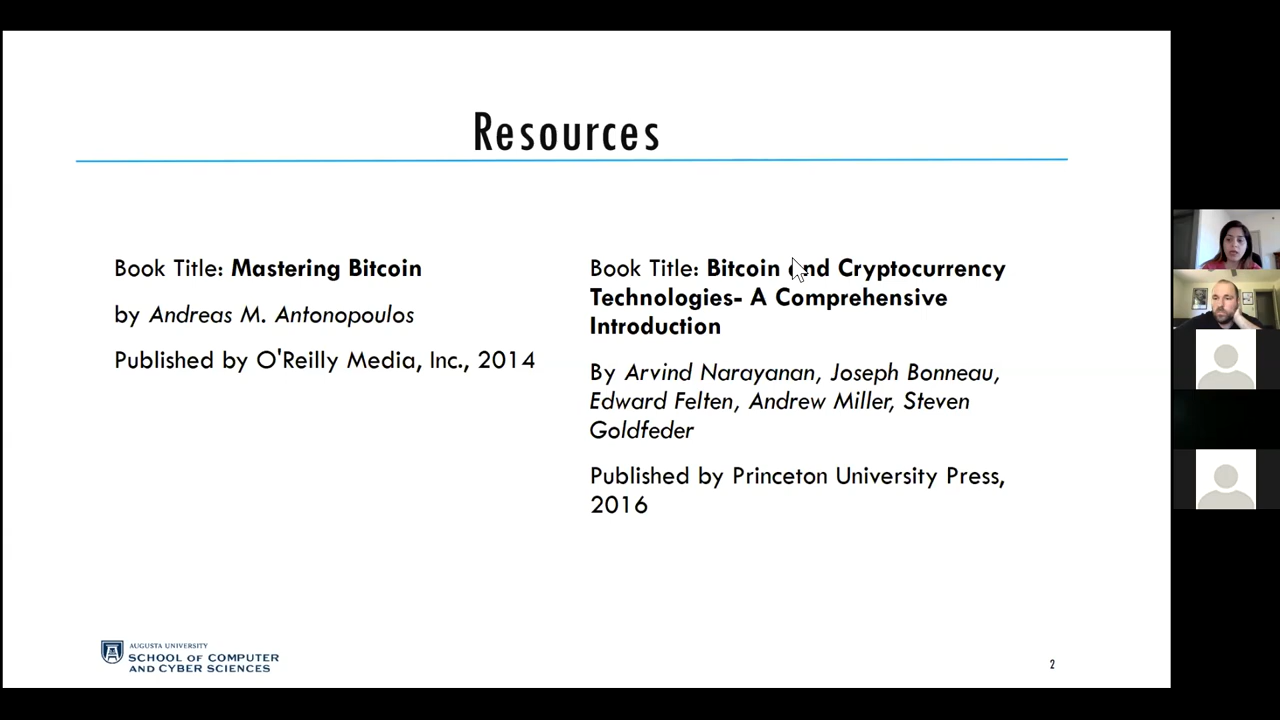 Resources
Book Title: Mastering Bitcoin
by Andreas M. Antonopoulos
Published by O'Reilly Media, Inc., 2014
Book Title: Bitcoin and Cryptocurrency
Technologies- A Comprehensive
Introduction
By Arvind Narayanan, Joseph Bonneau,
Edward Felten, Andrew Miller, Steven
Goldfeder
Published by Princeton University Press,
2016
AUGUSTA UNIVERSITY
SCHOOL OF COMPUTER
AND CYBER SCIENCES
2